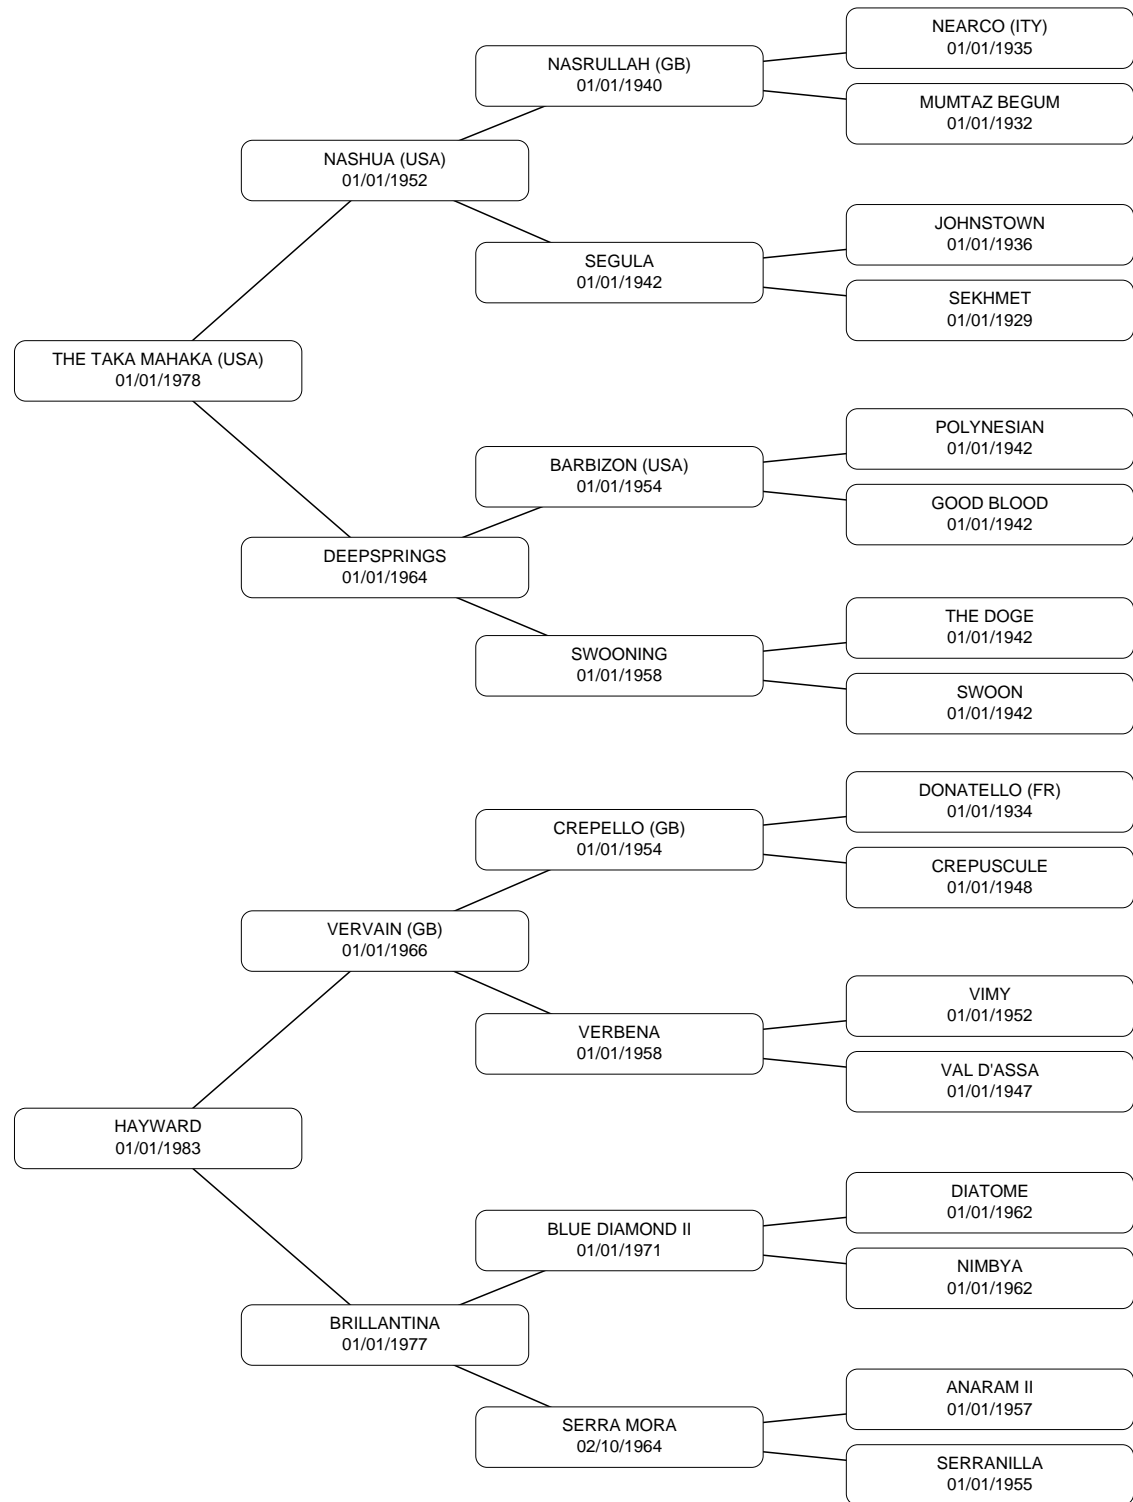 NEARCO (ITY)
01/01/1935
NASRULLAH (GB)
01/01/1940
MUMTAZ BEGUM
01/01/1932
NASHUA (USA)
01/01/1952
JOHNSTOWN
01/01/1936
SEGULA
01/01/1942
SEKHMET
01/01/1929
THE TAKA MAHAKA (USA)
01/01/1978
POLYNESIAN
01/01/1942
BARBIZON (USA)
01/01/1954
GOOD BLOOD
01/01/1942
DEEPSPRINGS
01/01/1964
THE DOGE
01/01/1942
SWOONING
01/01/1958
SWOON
01/01/1942
DONATELLO (FR)
01/01/1934
CREPELLO (GB)
01/01/1954
CREPUSCULE
01/01/1948
VERVAIN (GB)
01/01/1966
VIMY
01/01/1952
VERBENA
01/01/1958
VAL D'ASSA
01/01/1947
HAYWARD
01/01/1983
DIATOME
01/01/1962
BLUE DIAMOND II
01/01/1971
NIMBYA
01/01/1962
BRILLANTINA
01/01/1977
ANARAM II
01/01/1957
SERRA MORA
02/10/1964
SERRANILLA
01/01/1955